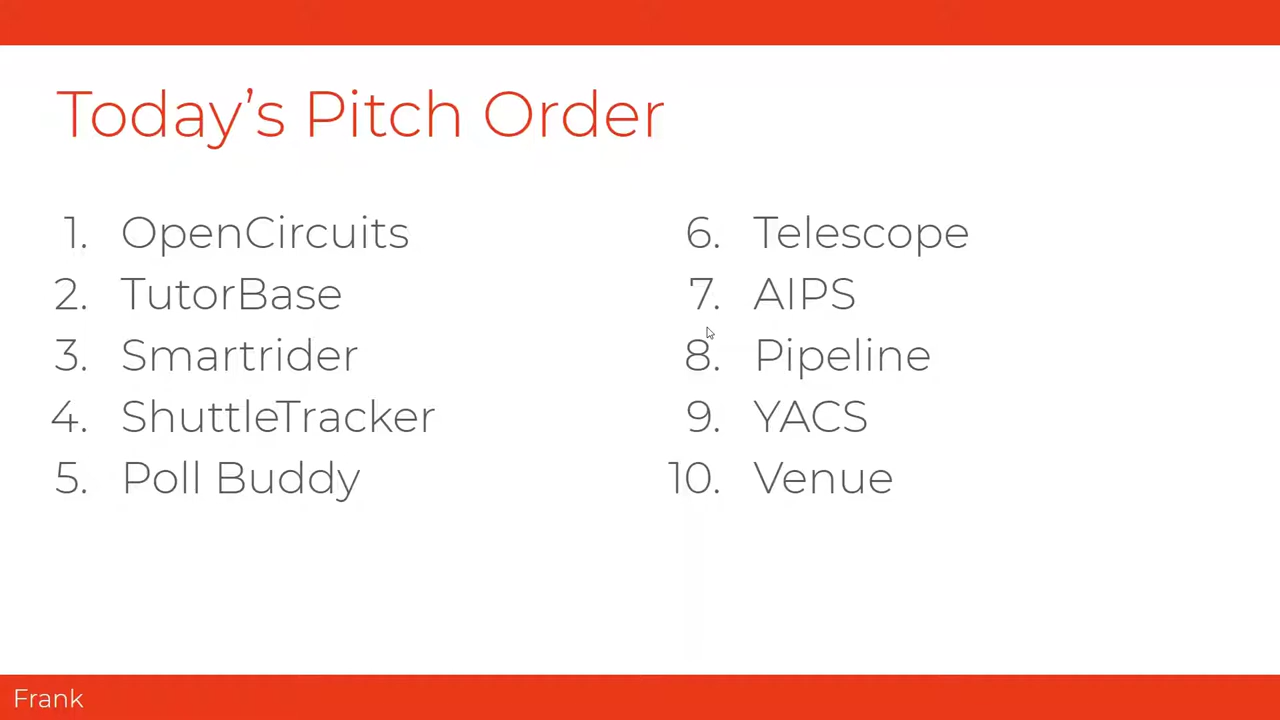 Today's Pitch Order
1. OpenCircuits
2. TutorBase
3. Smartrider
4. ShuttleTracker
5. Poll Buddy
6. Telescope
7. AIPS
8. Pipeline
9. YACS
10. Venue
Frank